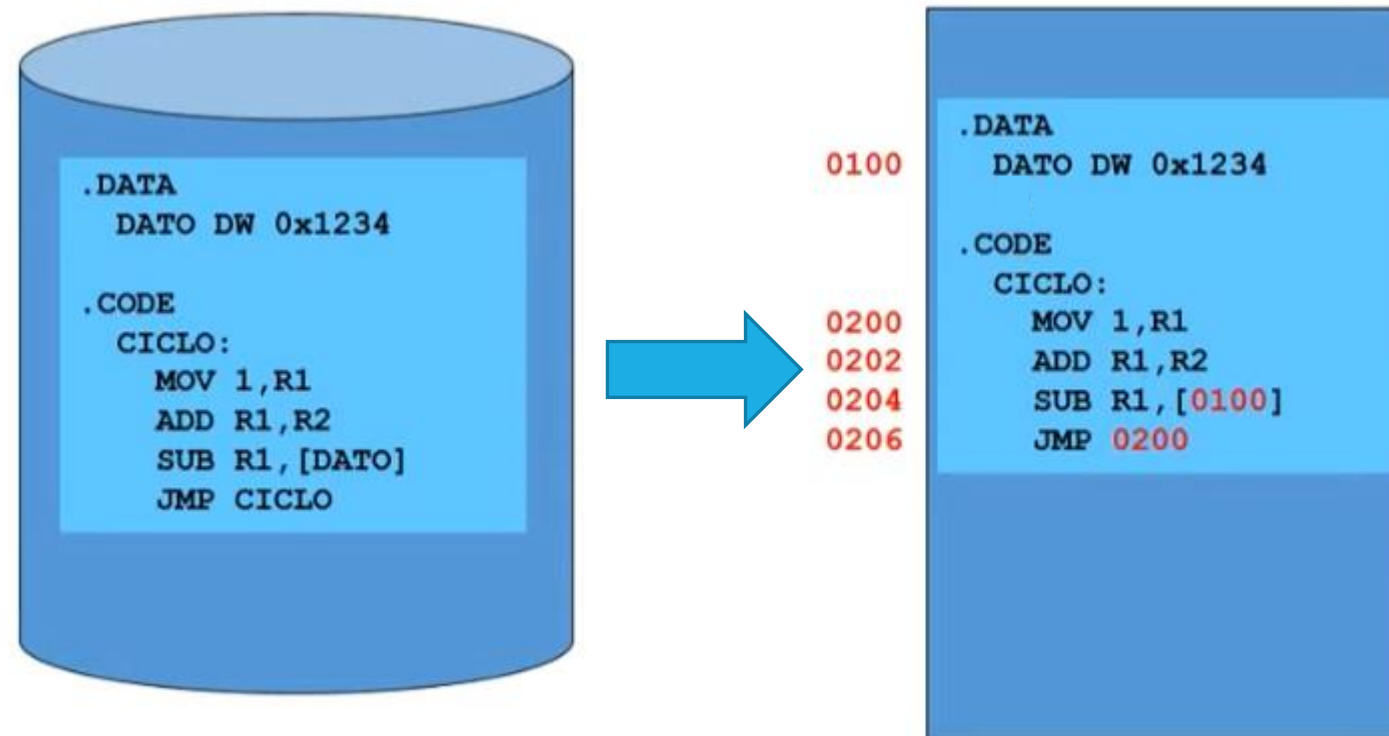 .DATA
DATO DW 0x1234
.CODE
CICLO:
MOV 1,R1
ADD R1,R2
SUB R1,[DATO]
JMP CICLO
.DATA
0100 DATO DW 0x1234
.CODE
CICLO:
0200 MOV 1,R1
0202 ADD R1,R2
0204 SUB R1,[0100]
0206 JMP 0200